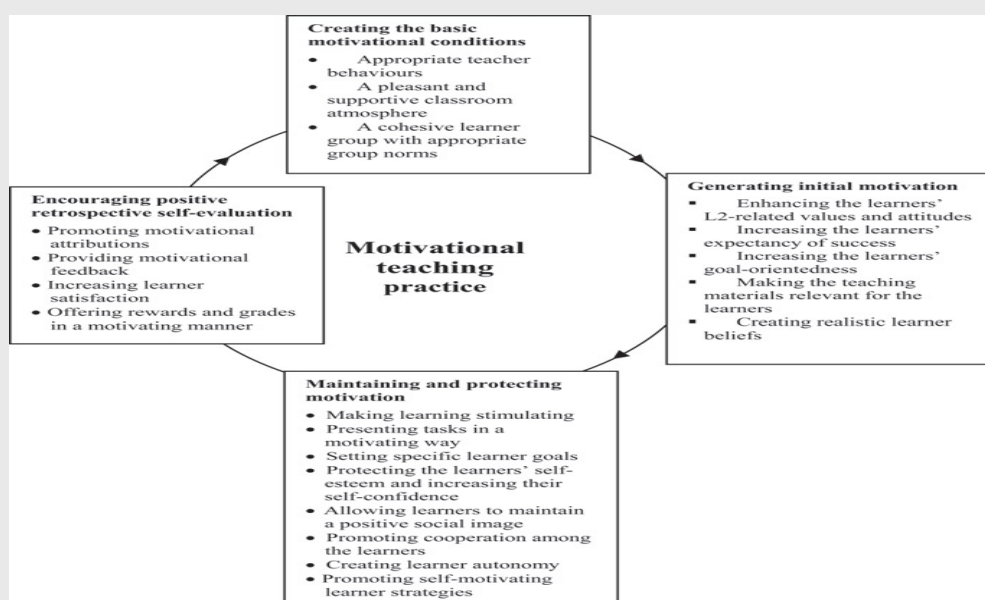 Creating the basic
motivational conditions
• Appropriate teacher
behaviours
• A pleasant and
supportive classroom
atmosphere
• A cohesive learner
group with appropriate
group norms
Generating initial motivation
▪ Enhancing the learners'
L2-related values and attitudes
▪ Increasing the learners'
expectancy of success
▪ Increasing the learners'
goal-orientedness
▪ Making the teaching
materials relevant for the
learners
▪ Creating realistic learner
beliefs
Maintaining and protecting
motivation
• Making learning stimulating
• Presenting tasks in a
motivating way
• Setting specific learner goals
• Protecting the learners' self-
esteem and increasing their
self-confidence
• Allowing learners to maintain
a positive social image
• Promoting cooperation among
the learners
• Creating learner autonomy
• Promoting self-motivating
learner strategies
Encouraging positive
retrospective self-evaluation
• Promoting motivational
attributions
• Providing motivational
feedback
• Increasing learner
satisfaction
• Offering rewards and grades
in a motivating manner
Motivational
teaching
practice